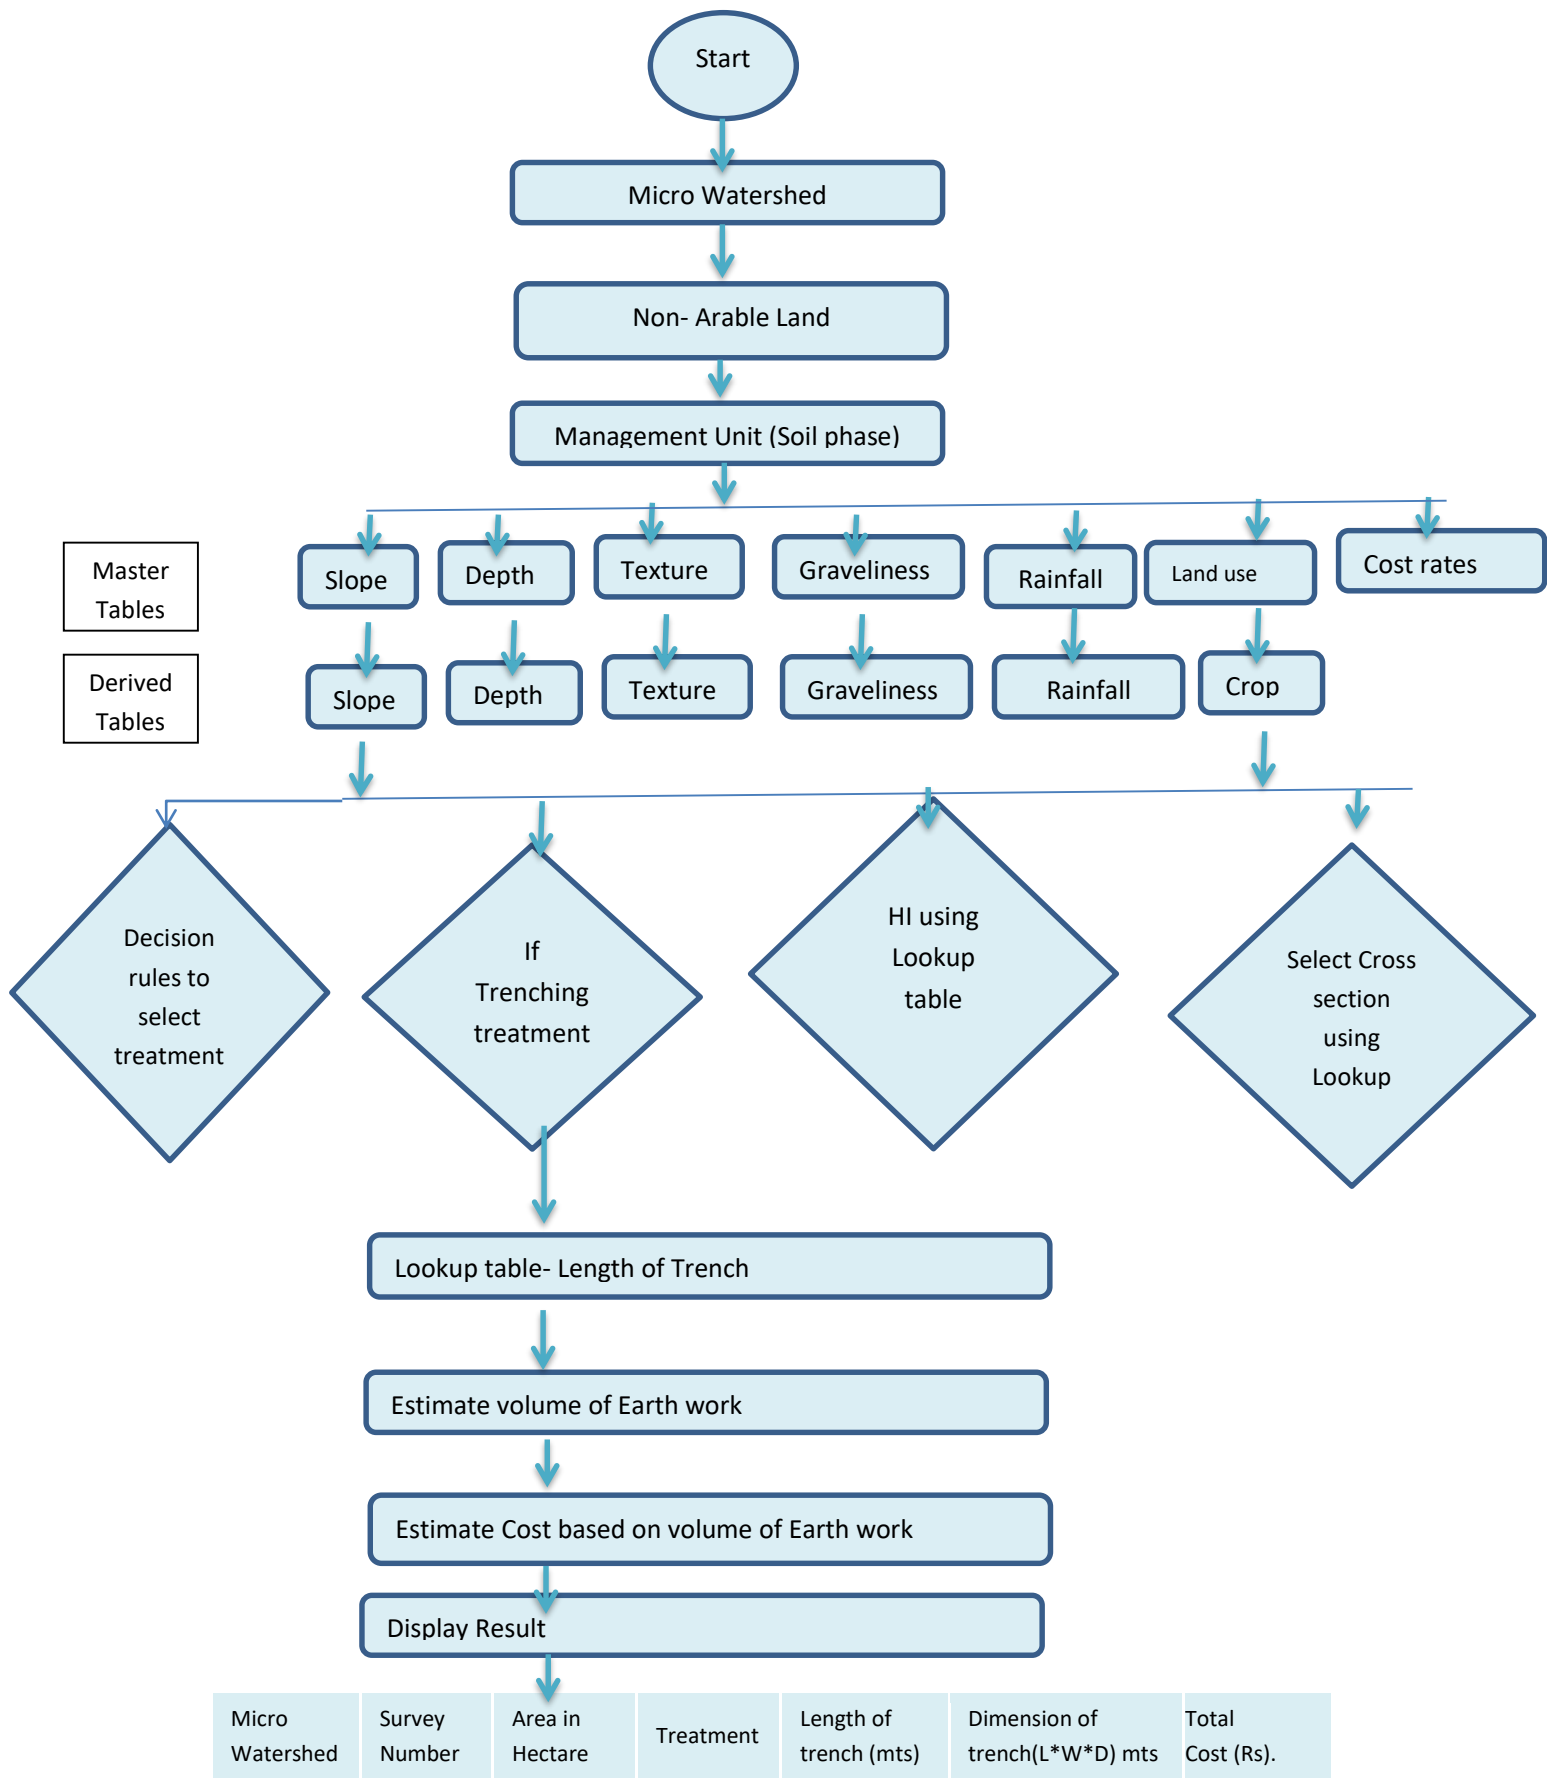 Start
Micro Watershed
Non- Arable Land
Management Unit (Soil phase)
Master
Tables
Slope
Depth
Texture
Graveliness
Rainfall
Land use
Cost rates
Derived
Tables
Slope
Depth
Texture
Graveliness
Rainfall
Crop
Decision
rules to
select
treatment
If
Trenching
treatment
HI using
Lookup
table
Select Cross
section
using
Lookup
Lookup table- Length of Trench
Estimate volume of Earth work
Estimate Cost based on volume of Earth work
Display Result
Micro
Watershed
Survey
Number
Area in
Hectare
Treatment
Length of
trench (mts)
Dimension of
trench(L*W*D) mts
Total
Cost (Rs).